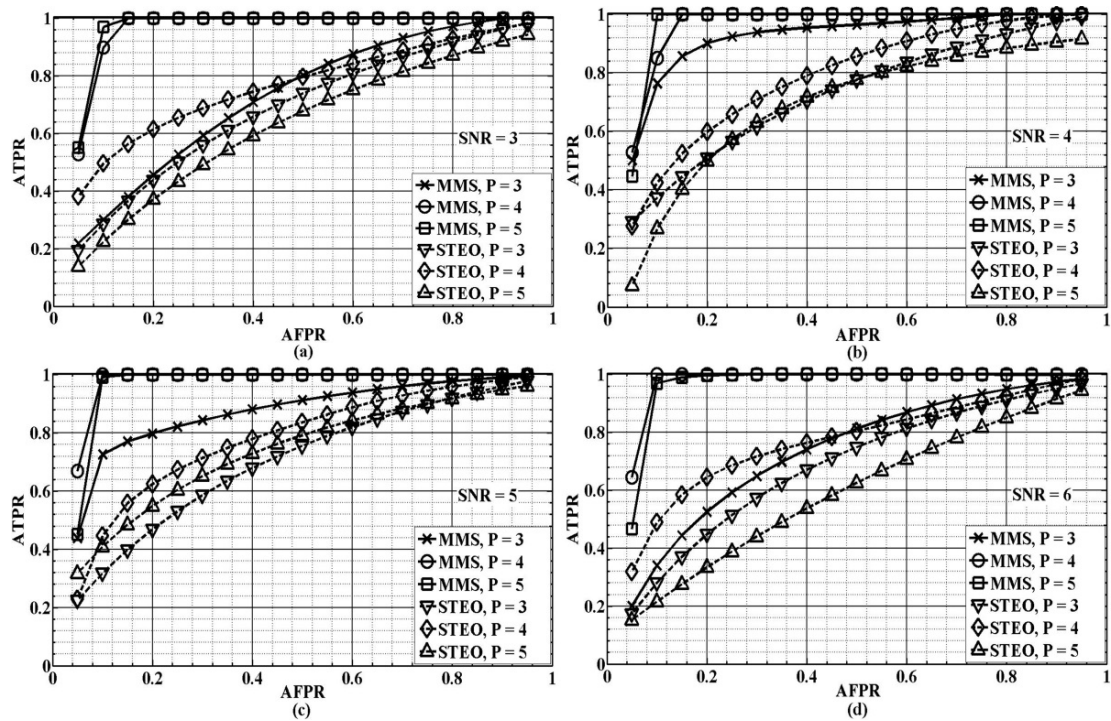 1
0.8
0.6
0.4
0.2
0
ATPR
SNR = 3
MMS, P = 3
MMS, P = 4
MMS, P = 5
STEO, P = 3
STEO, P = 4
STEO, P = 5
0 0.2 0.4 0.6 0.8 1
AFPR
(a)
1
0.8
0.6
0.4
0.2
0
ATPR
SNR = 4
MMS, P = 3
MMS, P = 4
MMS, P = 5
STEO, P = 3
STEO, P = 4
STEO, P = 5
0 0.2 0.4 0.6 0.8 1
AFPR
(b)
1
0.8
0.6
0.4
0.2
0
ATPR
SNR = 5
MMS, P = 3
MMS, P = 4
MMS, P = 5
STEO, P = 3
STEO, P = 4
STEO, P = 5
0 0.2 0.4 0.6 0.8 1
AFPR
(c)
1
0.8
0.6
0.4
0.2
0
ATPR
SNR = 6
MMS, P = 3
MMS, P = 4
MMS, P = 5
STEO, P = 3
STEO, P = 4
STEO, P = 5
0 0.2 0.4 0.6 0.8 1
AFPR
(d)